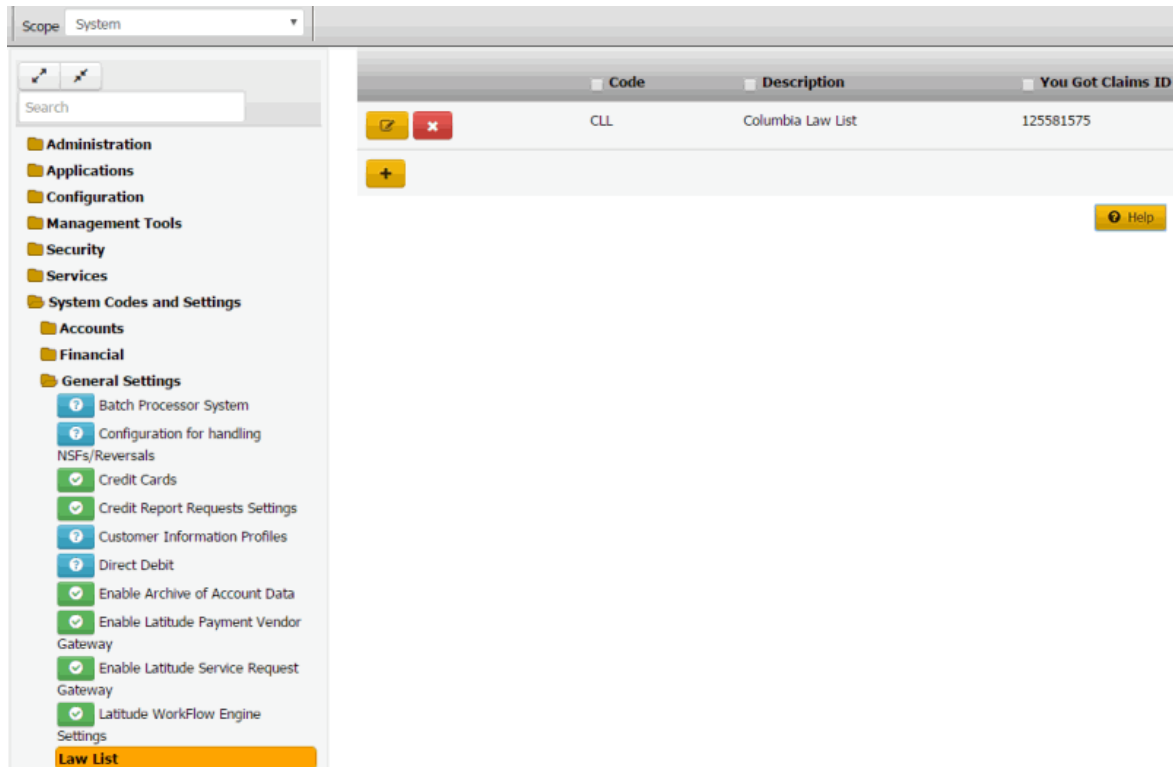 Scope System
Search
Administration
Applications
Configuration
Management Tools
Security
Services
System Codes and Settings
Accounts
Financial
General Settings
Batch Processor System
Configuration for handling
NSFs/Reversals
Credit Cards
Credit Report Requests Settings
Customer Information Profiles
Direct Debit
Enable Archive of Account Data
Enable Latitude Payment Vendor
Gateway
Enable Latitude Service Request
Gateway
Latitude WorkFlow Engine
Settings
Law List
Code Description You Got Claims ID
CLL Columbia Law List 125581575
Help